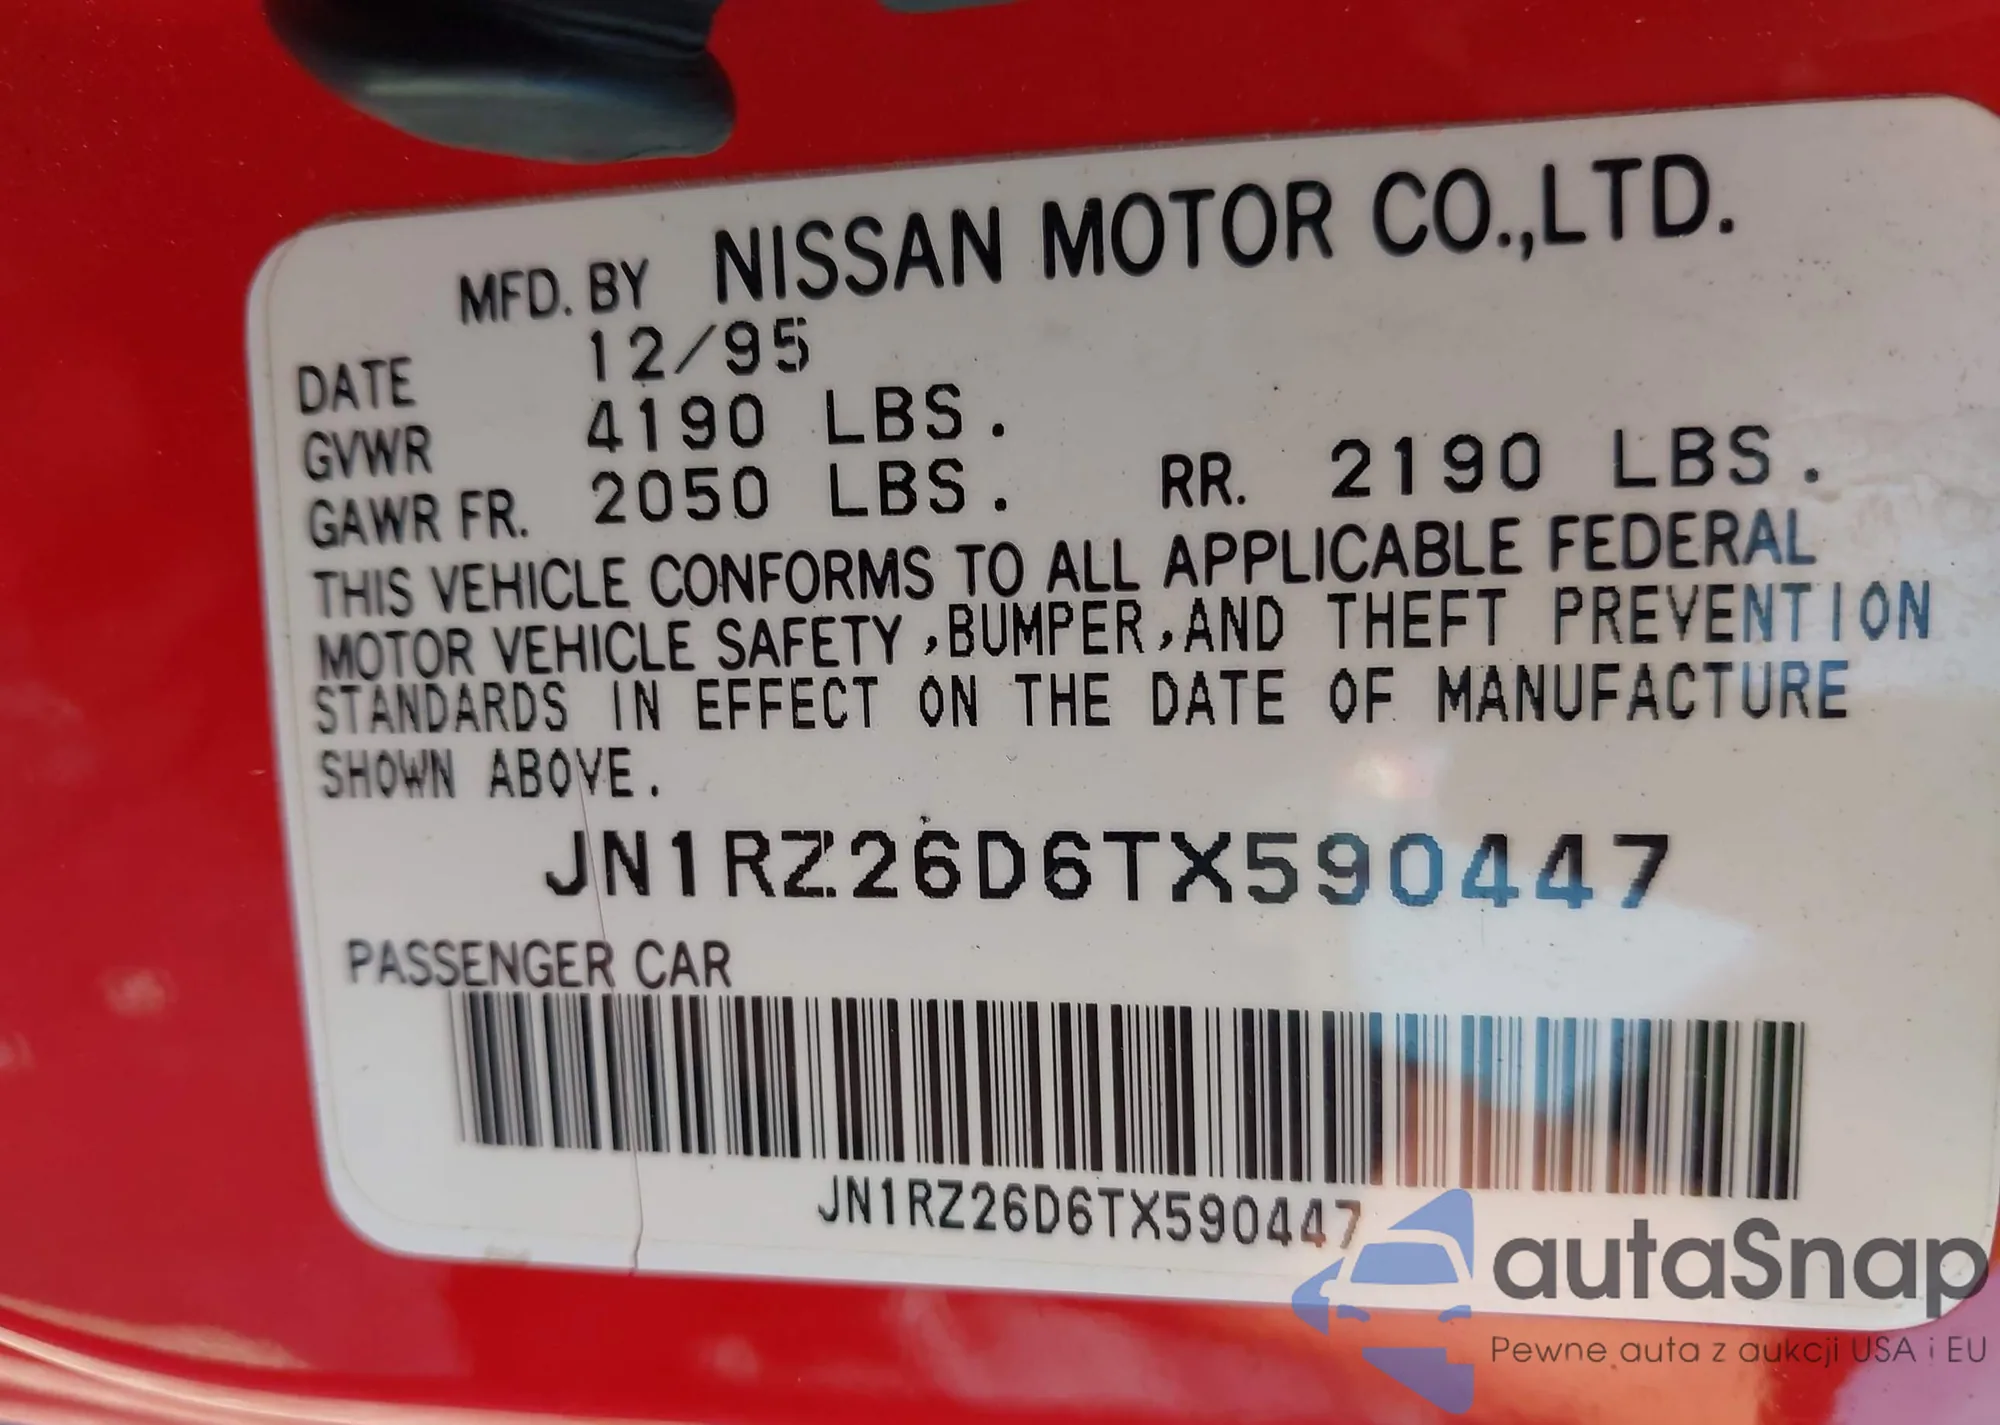 MFD. BY NISSAN MOTOR CO.,LTD.
DATE 12/95
GVWR 4190 LBS.
GAWR FR. 2050 LBS. RR. 2190 LBS.
THIS VEHICLE CONFORMS TO ALL APPLICABLE FEDERAL
MOTOR VEHICLE SAFETY ,BUMPER,AND THEFT PREVENTION
STANDARDS IN EFFECT ON THE DATE OF MANUFACTURE
SHOWN ABOVE.
JN1RZ26D6TX590447
PASSENGER CAR
JN1RZ26D6TX590447
autaSnap
Pewne auta z aukcji USA i EU